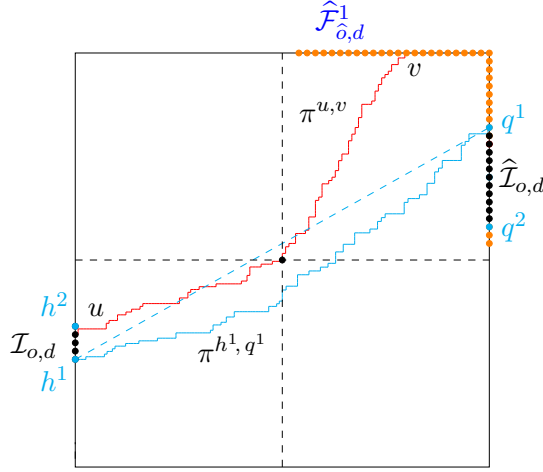 $\widehat{\mathcal{F}}^1_{\hat{o},d}$
$v$
$\pi^{u,v}$
$q^1$
$\widehat{\mathcal{I}}_{o,d}$
$q^2$
$h^2$
$u$
$\mathcal{I}_{o,d}$
$\pi^{h^1,q^1}$
$h^1$